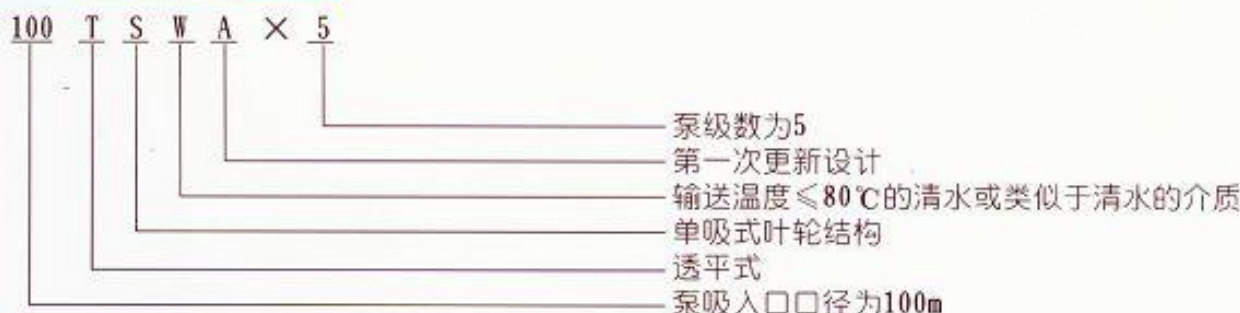 100 T S W A × 5
泵级数为5
第一次更新设计
输送温度≤80℃的清水或类似于清水的介质
单吸式叶轮结构
透平式
泵吸入口口径为100m